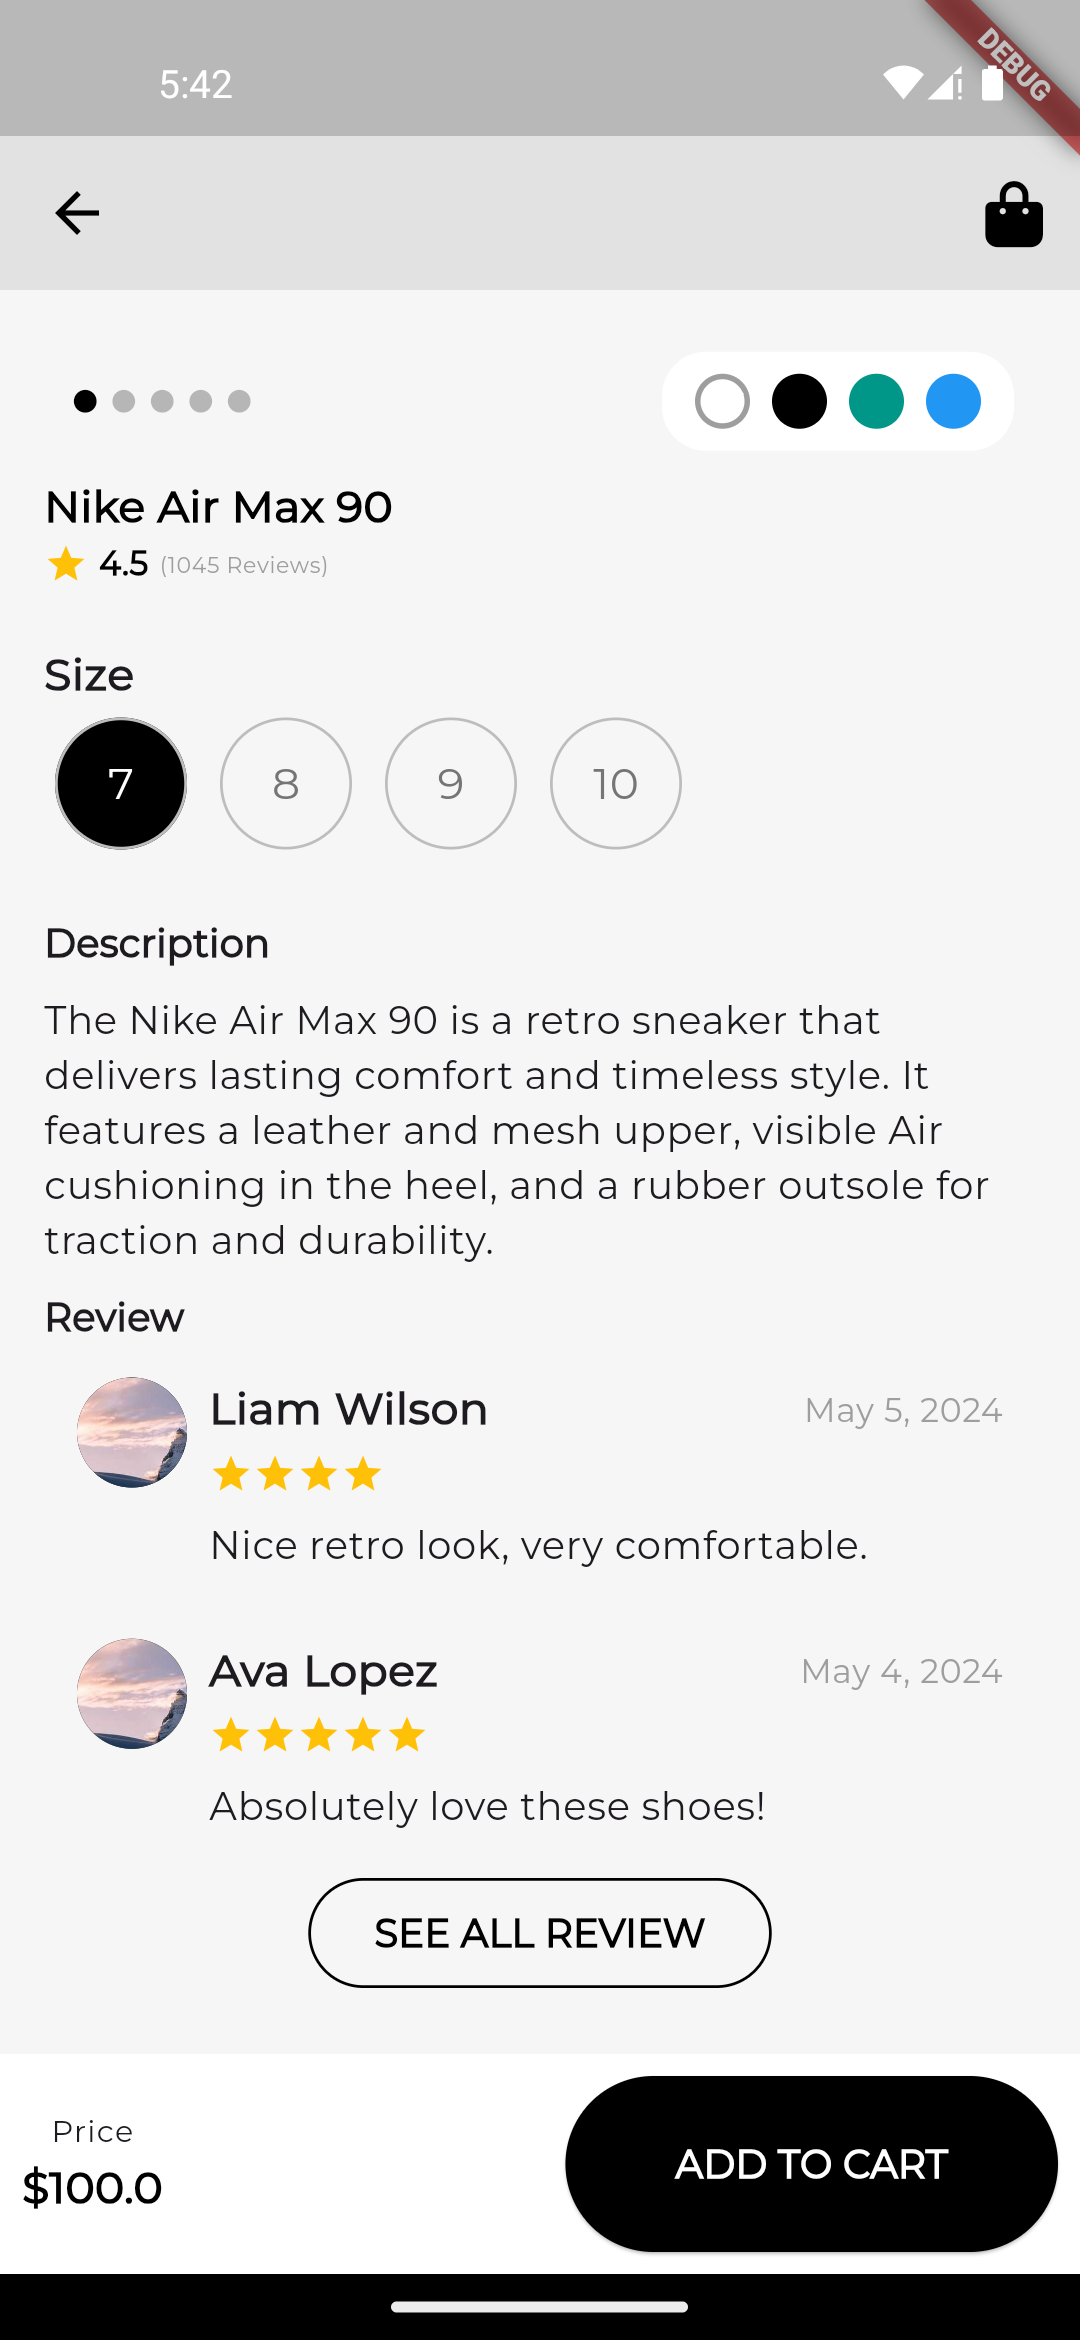 5:42
DEBUG
Nike Air Max 90
4.5 (1045 Reviews)
Size
7 8 9 10
Description
The Nike Air Max 90 is a retro sneaker that
delivers lasting comfort and timeless style. It
features a leather and mesh upper, visible Air
cushioning in the heel, and a rubber outsole for
traction and durability.
Review
Liam Wilson May 5, 2024
Nice retro look, very comfortable.
Ava Lopez May 4, 2024
Absolutely love these shoes!
SEE ALL REVIEW
Price
$100.0
ADD TO CART